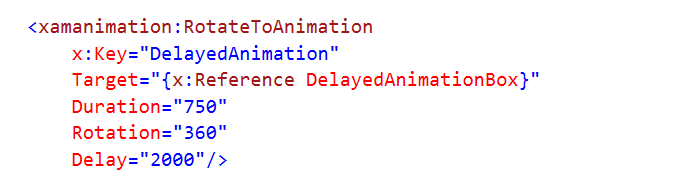 <xamanimation:RotateToAnimation
x:Key="DelayedAnimation"
Target="{x:Reference DelayedAnimationBox}"
Duration="750"
Rotation="360"
Delay="2000"/>